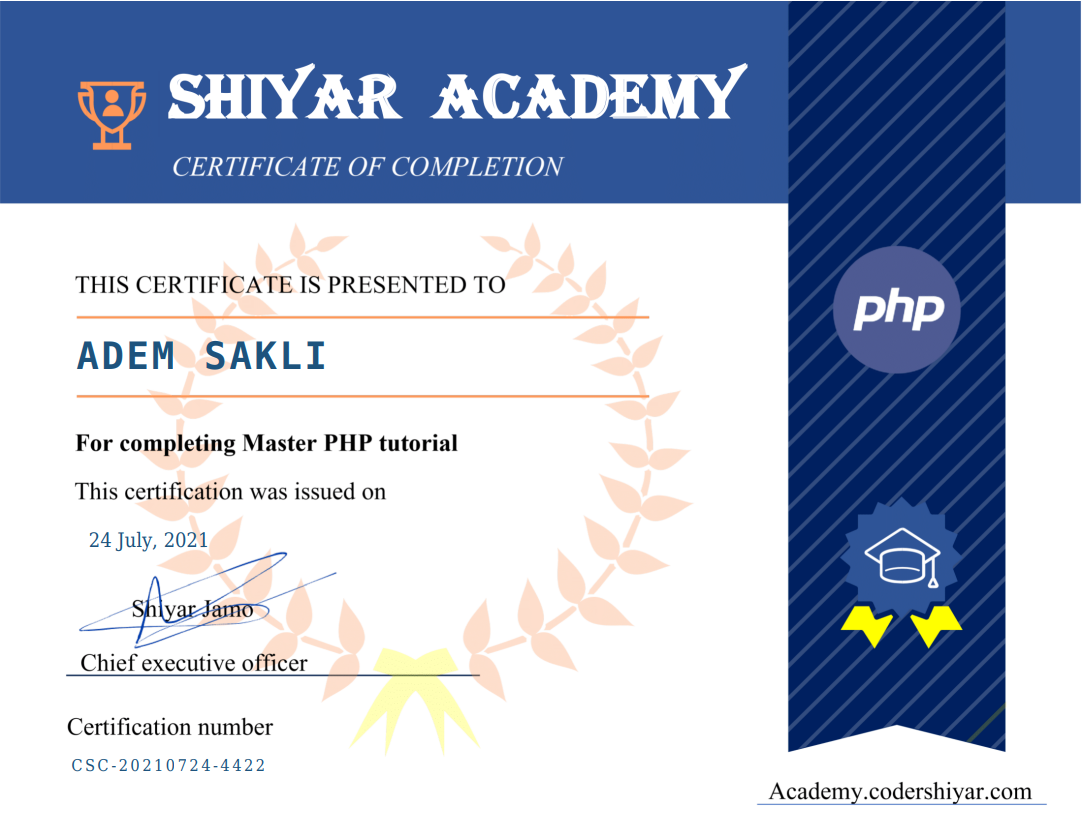 SHIYAR ACADEMY
CERTIFICATE OF COMPLETION
THIS CERTIFICATE IS PRESENTED TO
ADEM SAKLI
For completing Master PHP tutorial
This certification was issued on
24 July, 2021
Shiyar Jamo
Chief executive officer
Certification number
CSC-20210724-4422
php
Academy.codershiyar.com